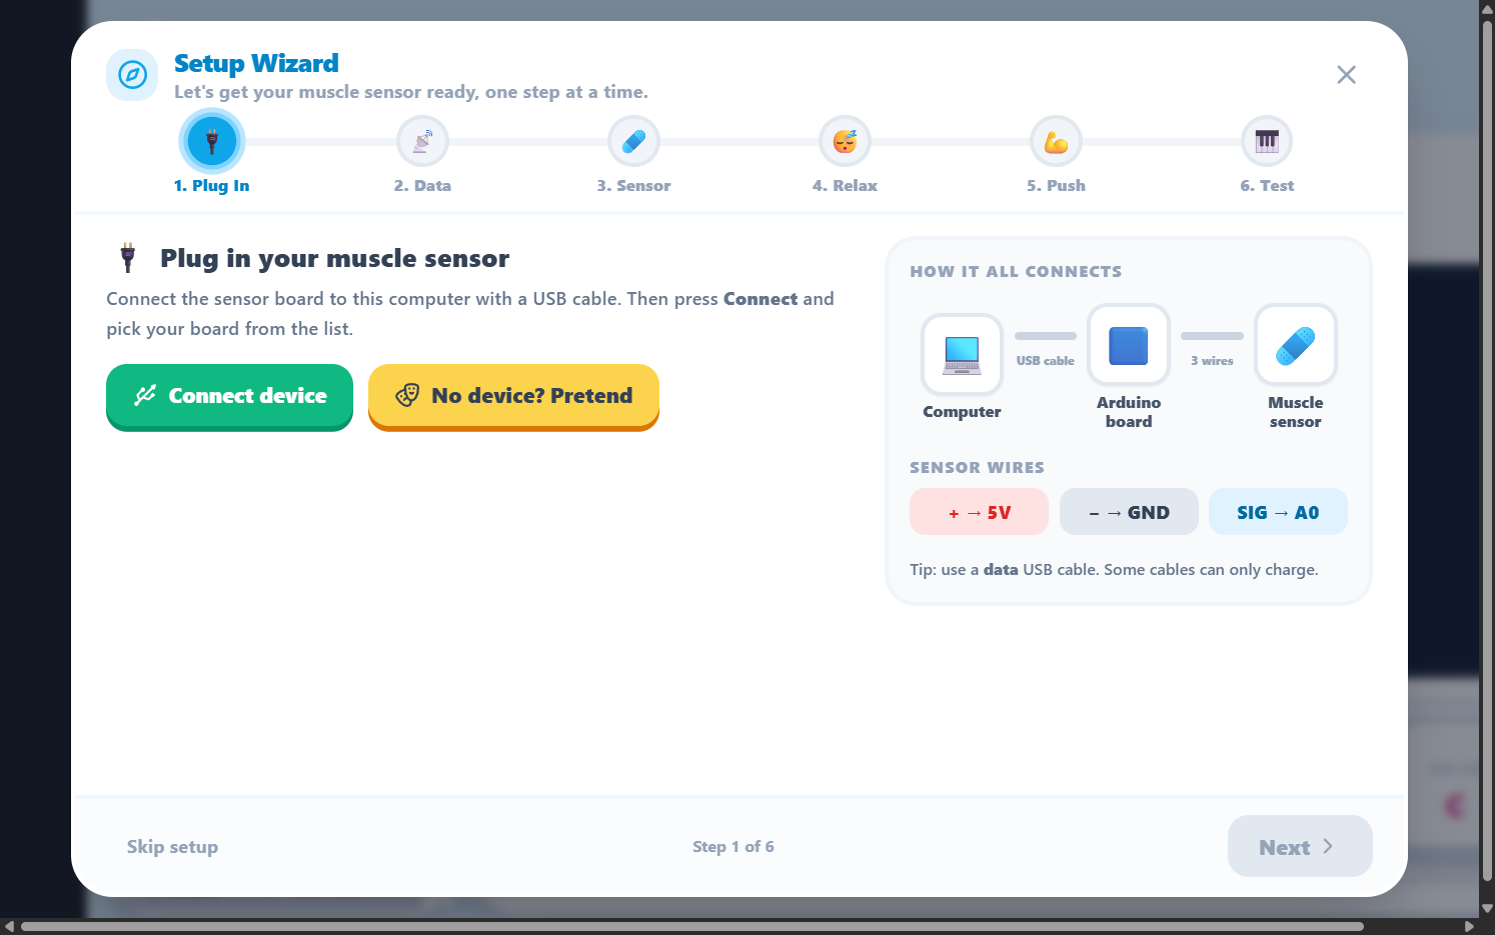 Setup Wizard
Let's get your muscle sensor ready, one step at a time.
1. Plug In
2. Data
3. Sensor
4. Relax
5. Push
6. Test
Plug in your muscle sensor
Connect the sensor board to this computer with a USB cable. Then press Connect and
pick your board from the list.
Connect device
No device? Pretend
HOW IT ALL CONNECTS
USB cable
3 wires
Computer
Arduino
board
Muscle
sensor
SENSOR WIRES
+ → 5V
− → GND
SIG → A0
Tip: use a data USB cable. Some cables can only charge.
Skip setup
Step 1 of 6
Next